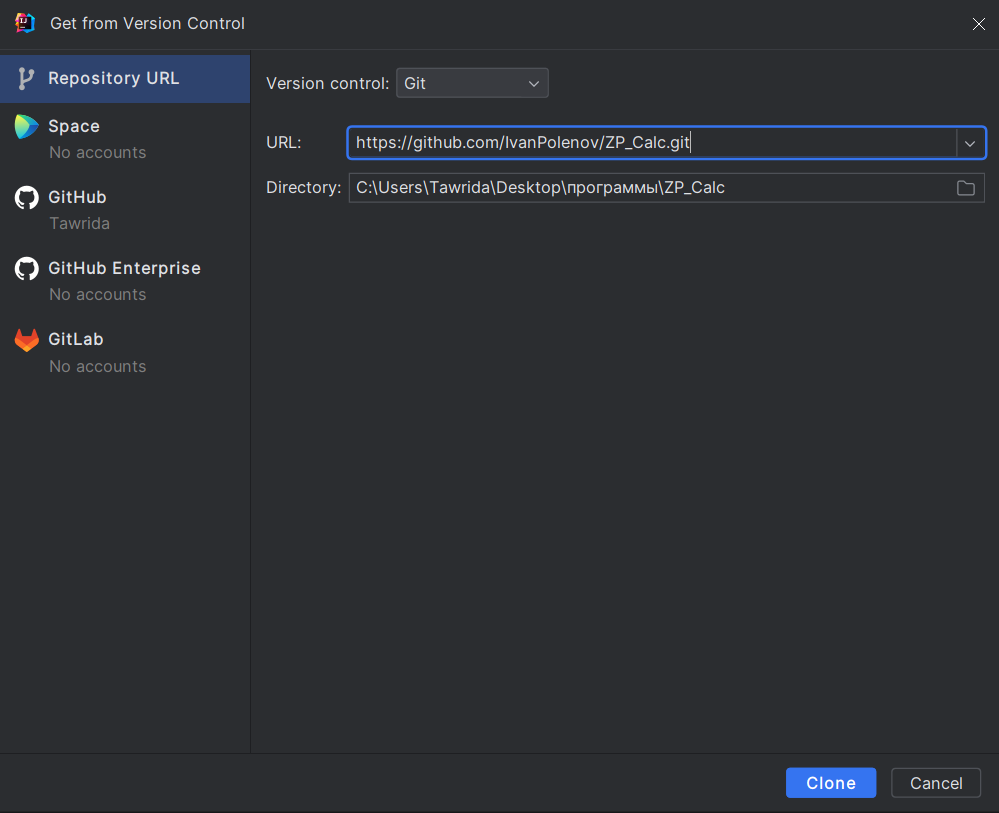 Get from Version Control
Repository URL
Space
No accounts
GitHub
Tawrida
GitHub Enterprise
No accounts
GitLab
No accounts
Version control: Git
URL: https://github.com/IvanPolenov/ZP_Calc.git
Directory: C:\Users\Tawrida\Desktop\программы\ZP_Calc
Clone Cancel